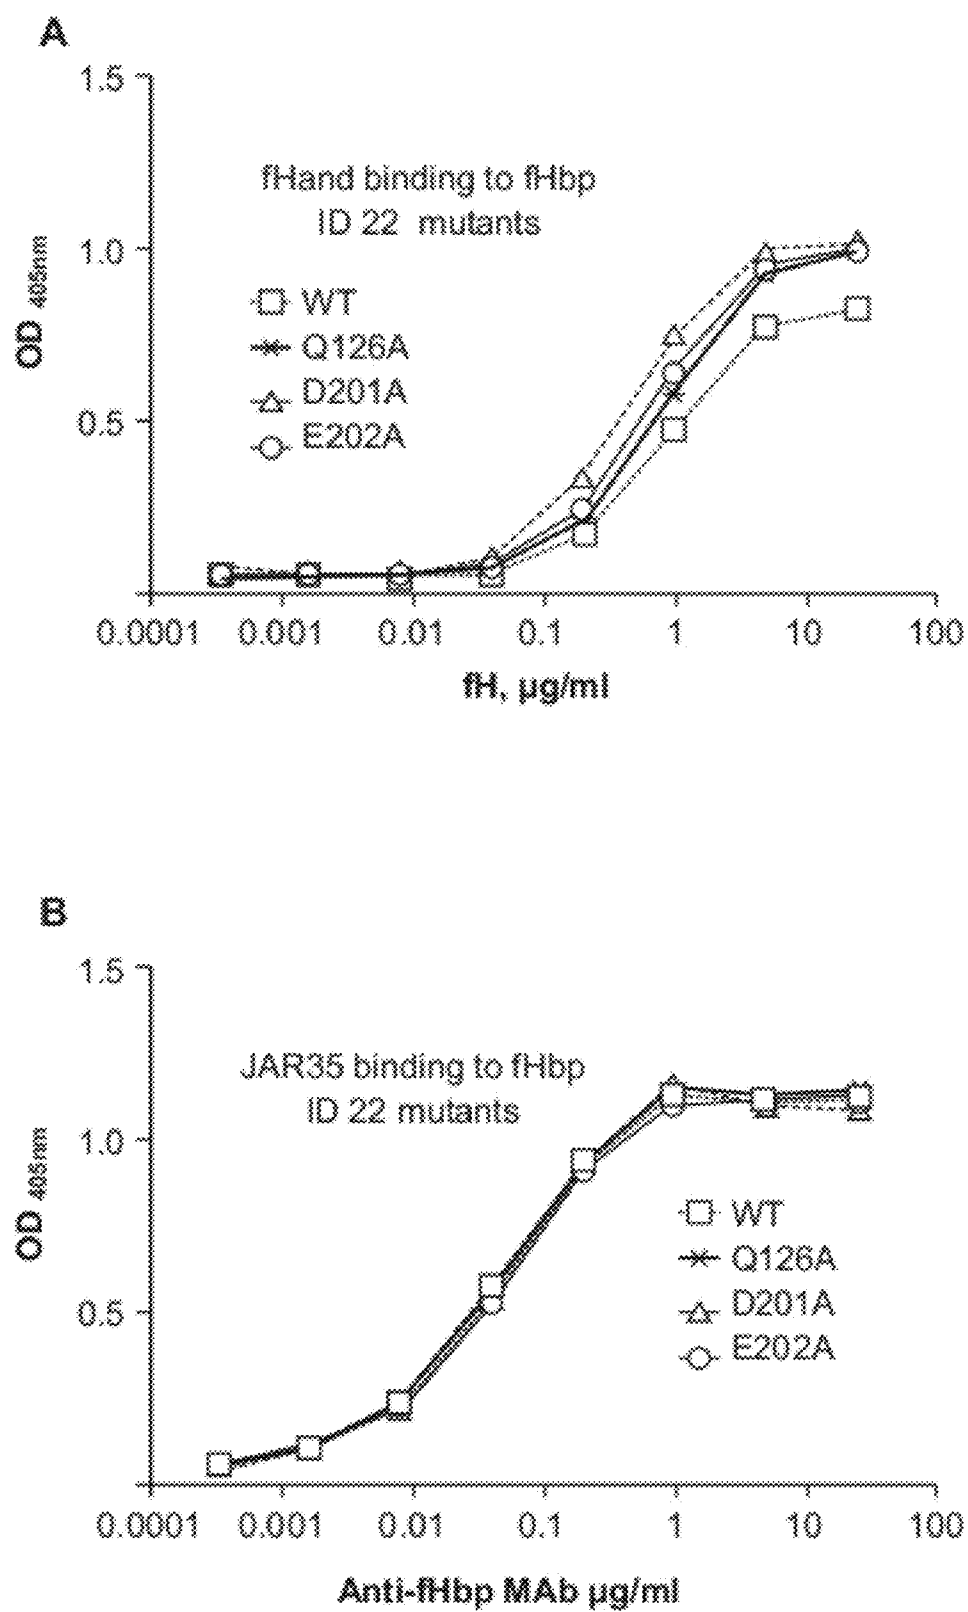 A
1.5
fHand binding to fHbp
ID 22 mutants
1.0
OD 405nm
WT
Q126A
D201A
0.5
E202A
0.0001 0.001 0.01 0.1 1 10 100
fH, µg/ml
B
1.5
JAR35 binding to fHbp
ID 22 mutants
1.0
OD 405nm
WT
Q126A
D201A
0.5
E202A
0.0001 0.001 0.01 0.1 1 10 100
Anti-fHbp MAb µg/ml